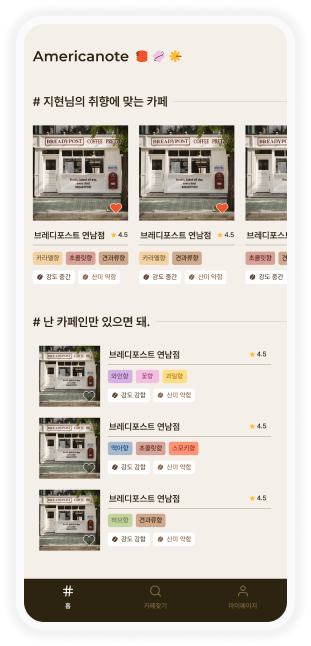 Americanote
# 지현님의 취향에 맞는 카페
BREADYPOST COFFEE
BREADYPOST COFFEE
BREADYPOST
브레디포스트 연남점 4.5
브레디포스트 연남점 4.5
브레디포스
카라멜향 초콜릿향 견과류향
카라멜향 견과류향
초콜릿향
강도 중간 산미 약함
강도 중간 산미 약함
강도 중간
# 난 카페인만 있으면 돼.
브레디포스트 연남점 4.5
와인향 꽃향 과일향
강도 강함 산미 약함
브레디포스트 연남점 4.5
맥아향 초콜릿향 스모키향
강도 강함 산미 약함
브레디포스트 연남점 4.5
허브향 견과류향
강도 강함 산미 약함
홈 카페찾기 마이페이지